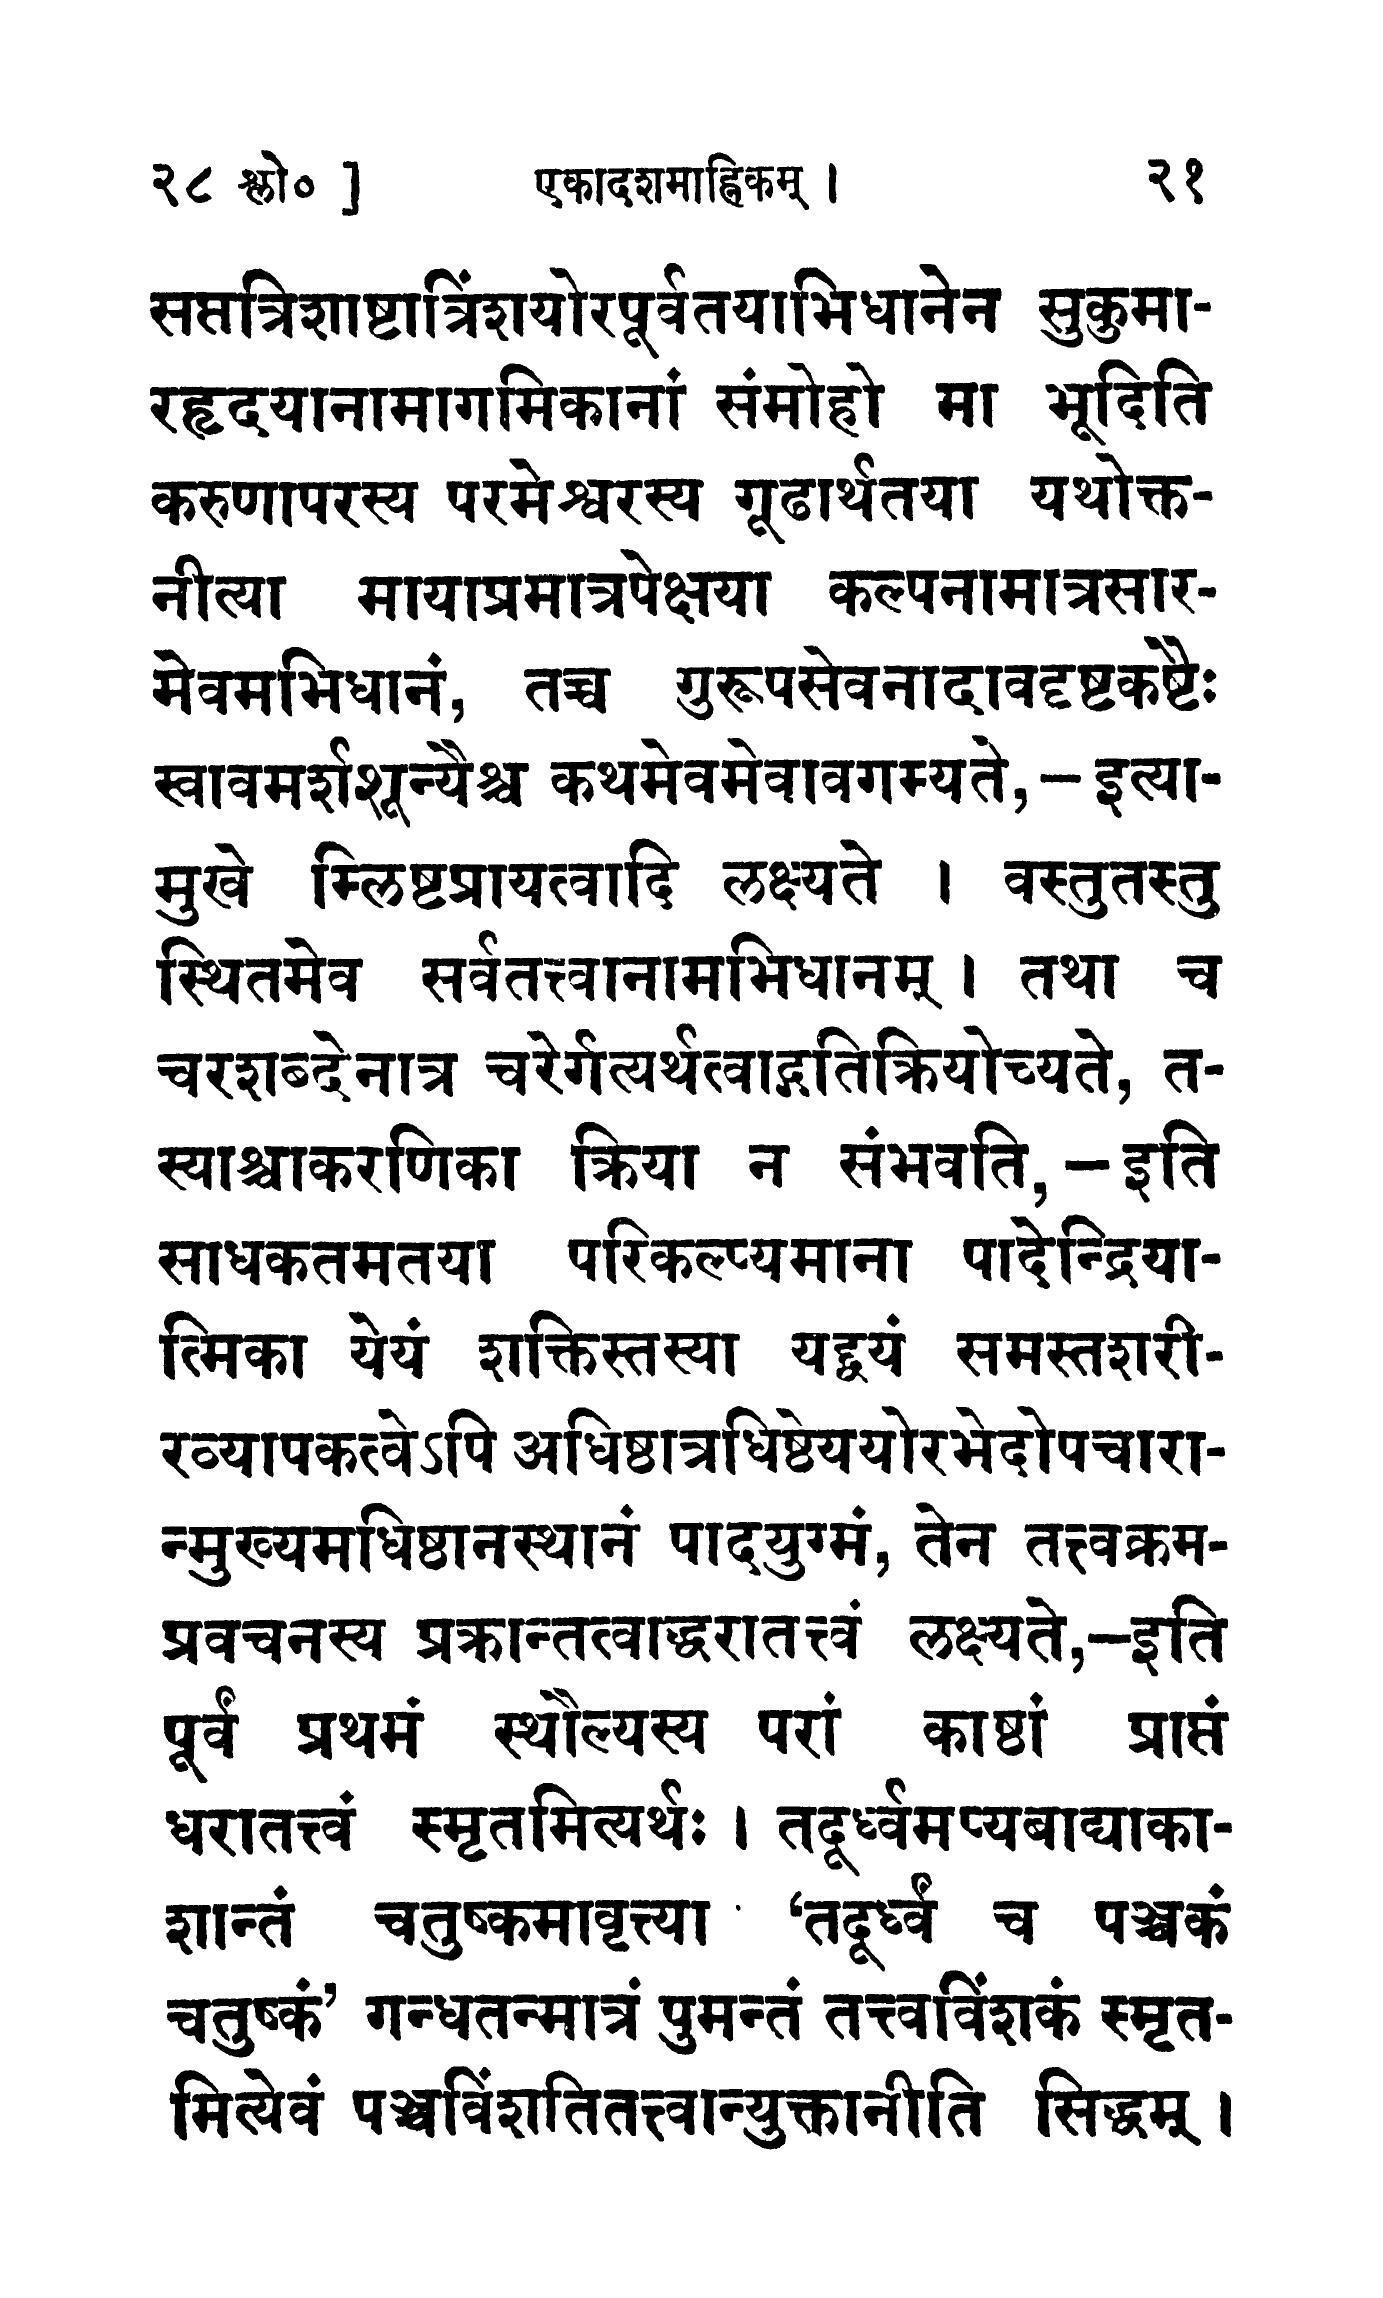 २८ श्लो० ] एकादशमाह्निकम् । २१
सप्तत्रिशाष्टात्रिंशयोरपूर्वतयाभिधानेन सुकुमा-
रहृदयानामागमिकानां संमोहो मा भूदिति
करुणापरस्य परमेश्वरस्य गूढार्थतया यथोक्त-
नीत्या मायाप्रमात्रपेक्षया कल्पनामात्रसार-
मेवमभिधानं, तच्च गुरूपसेवनादावदृष्टकष्टैः
स्वावमर्शशून्यैश्च कथमेवमेवावगम्यते,—इत्या-
मुखे म्लिष्टप्रायत्वादि लक्ष्यते । वस्तुतस्तु
स्थितमेव सर्वतत्त्वानामभिधानम् । तथा च
चरशब्देनात्र चरेर्गत्यर्थत्वाद्गतिक्रियोच्यते, त-
स्याश्चाकरणिका क्रिया न संभवति,—इति
साधकतमतया परिकल्प्यमाना पादेन्द्रिया-
त्मिका येयं शक्तिस्तस्या यद्द्वयं समस्तशरी-
रव्यापकत्वेऽपि अधिष्ठात्रधिष्ठेययोरभेदोपचारा-
न्मुख्यमधिष्ठानस्थानं पादयुग्मं, तेन तत्त्वक्रम-
प्रवचनस्य प्रक्रान्तत्वाद्धरातत्त्वं लक्ष्यते,—इति
पूर्वं प्रथमं स्थौल्यस्य परां काष्ठां प्राप्तं
धरातत्त्वं स्मृतमित्यर्थः । तदूर्ध्वमप्यबाद्याका-
शान्तं चतुष्कमावृत्त्या ‘तदूर्ध्वं च पञ्चकं
चतुष्कं’ गन्धतन्मात्रं पुमन्तं तत्त्वविंशकं स्मृत-
मित्येवं पञ्चविंशतितत्त्वान्युक्तानीति सिद्धम् ।